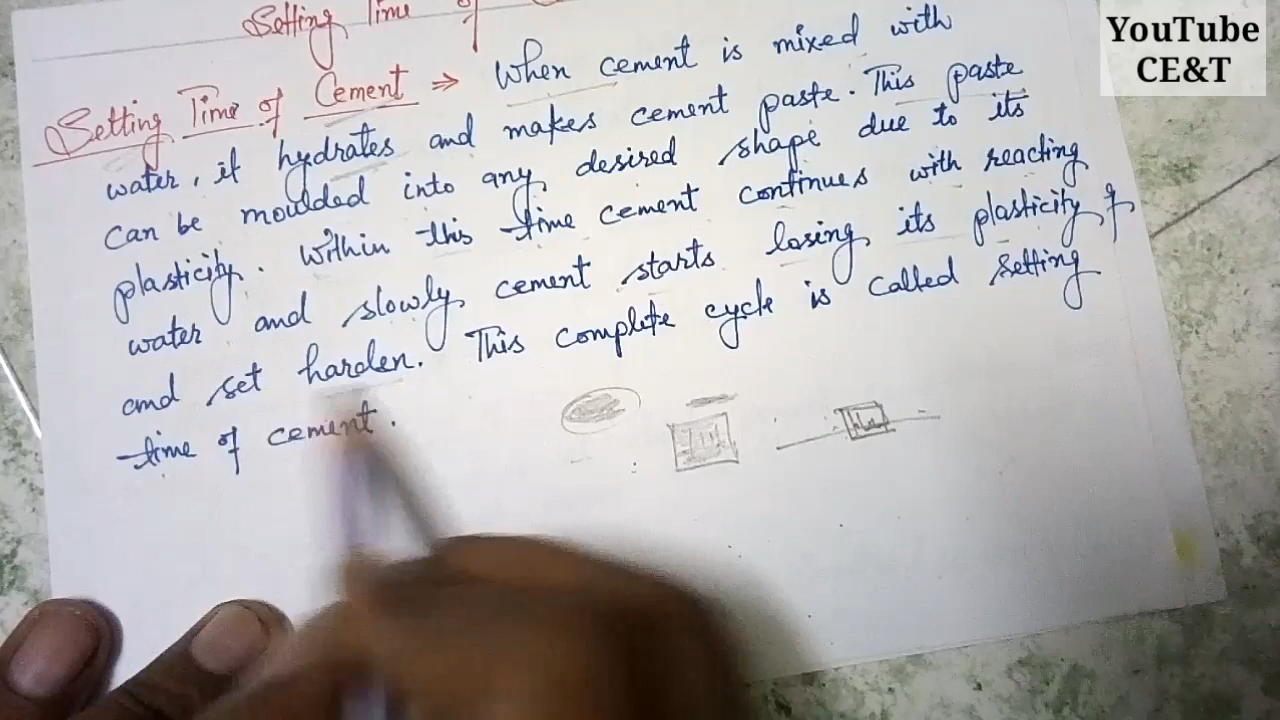 Setting Time of
YouTube
CE&T
Setting Time of Cement ⇒ When cement is mixed with
water, it hydrates and makes cement paste. This paste
can be moulded into any desired shape due to its
plasticity. Within this time cement continues with reacting
water and slowly cement starts losing its plasticity &
and set harden. This complete cycle is called setting
time of cement.